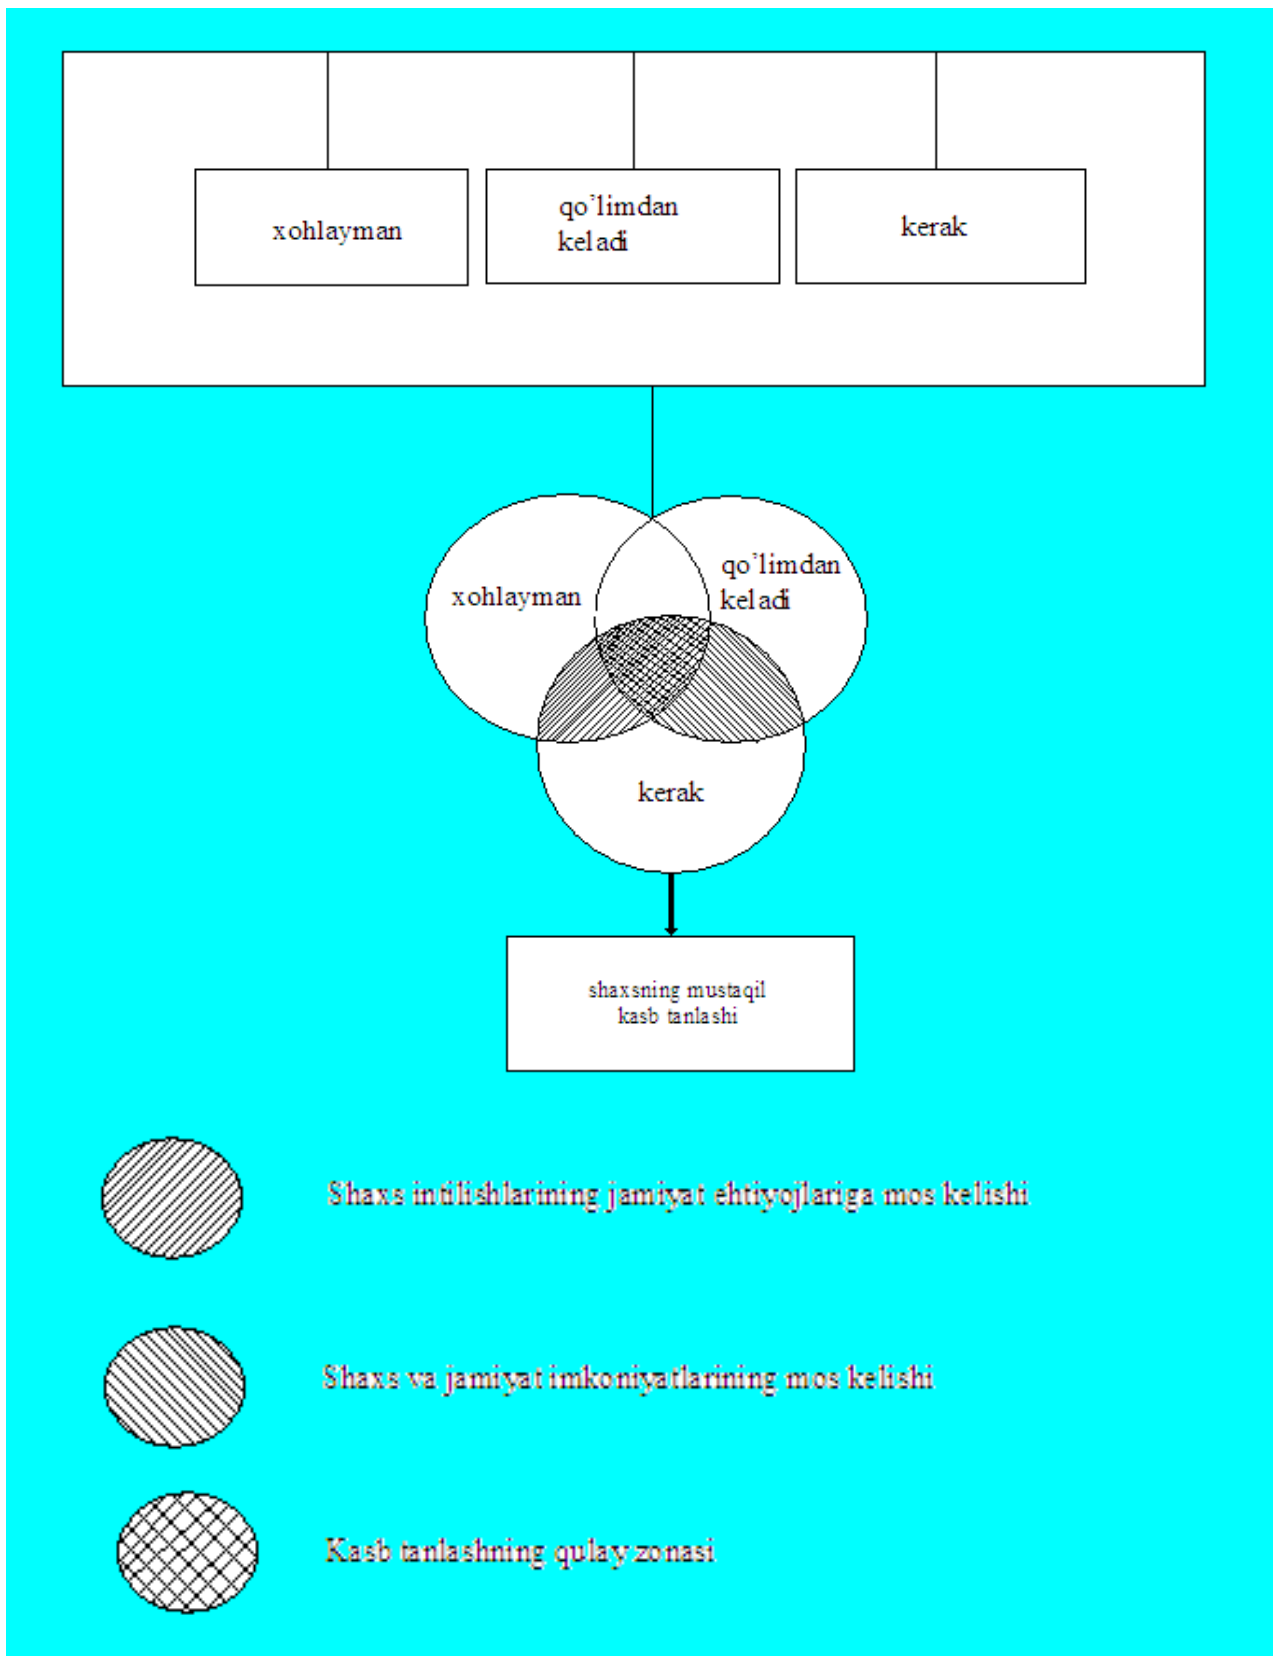 xohlayman
qo’limdan
keladi
kerak
xohlayman
qo’limdan
keladi
kerak
shaxsning mustaqil
kasb tanlashi
Shaxs intilishlarining jamiyat ehtiyojlariga mos kelishi
Shaxs va jamiyat imkoniyatlarining mos kelishi
Kasb tanlashning qulay zonasi